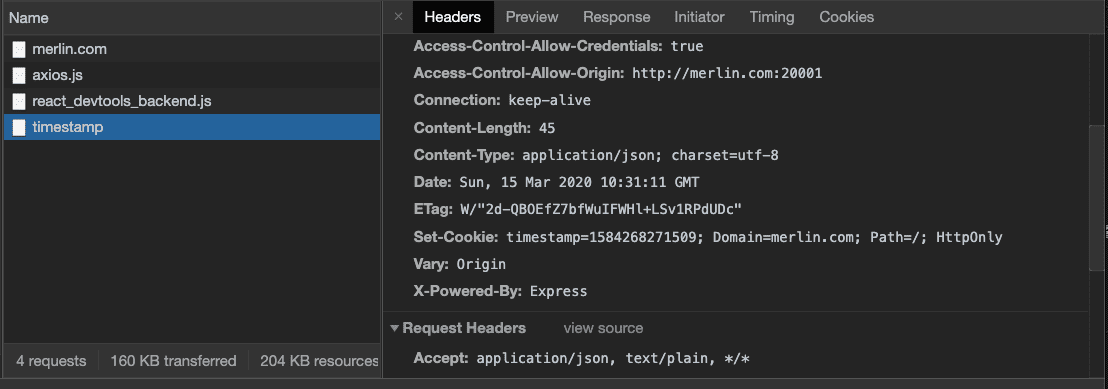 Name
merlin.com
axios.js
react_devtools_backend.js
timestamp
4 requests 160 KB transferred 204 KB resources
× Headers Preview Response Initiator Timing Cookies
Access-Control-Allow-Credentials: true
Access-Control-Allow-Origin: http://merlin.com:20001
Connection: keep-alive
Content-Length: 45
Content-Type: application/json; charset=utf-8
Date: Sun, 15 Mar 2020 10:31:11 GMT
ETag: W/"2d-QBOEfZ7bfWuIFWHl+LSv1RPdUDc"
Set-Cookie: timestamp=1584268271509; Domain=merlin.com; Path=/; HttpOnly
Vary: Origin
X-Powered-By: Express
Request Headers view source
Accept: application/json, text/plain, */*